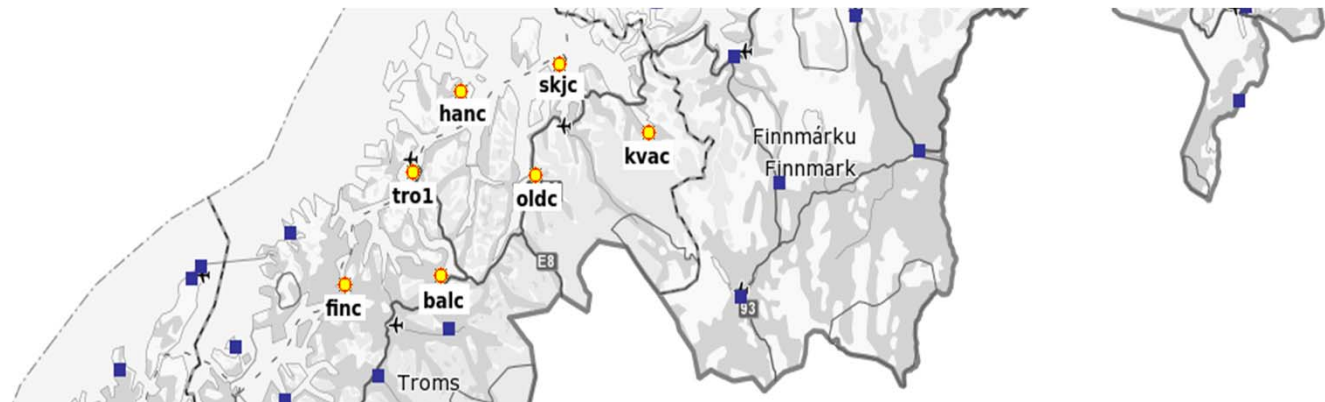 skjc
hanc
Finnmárku
kvac
Finnmark
tro1
oldc
E8
balc
finc
93
Troms